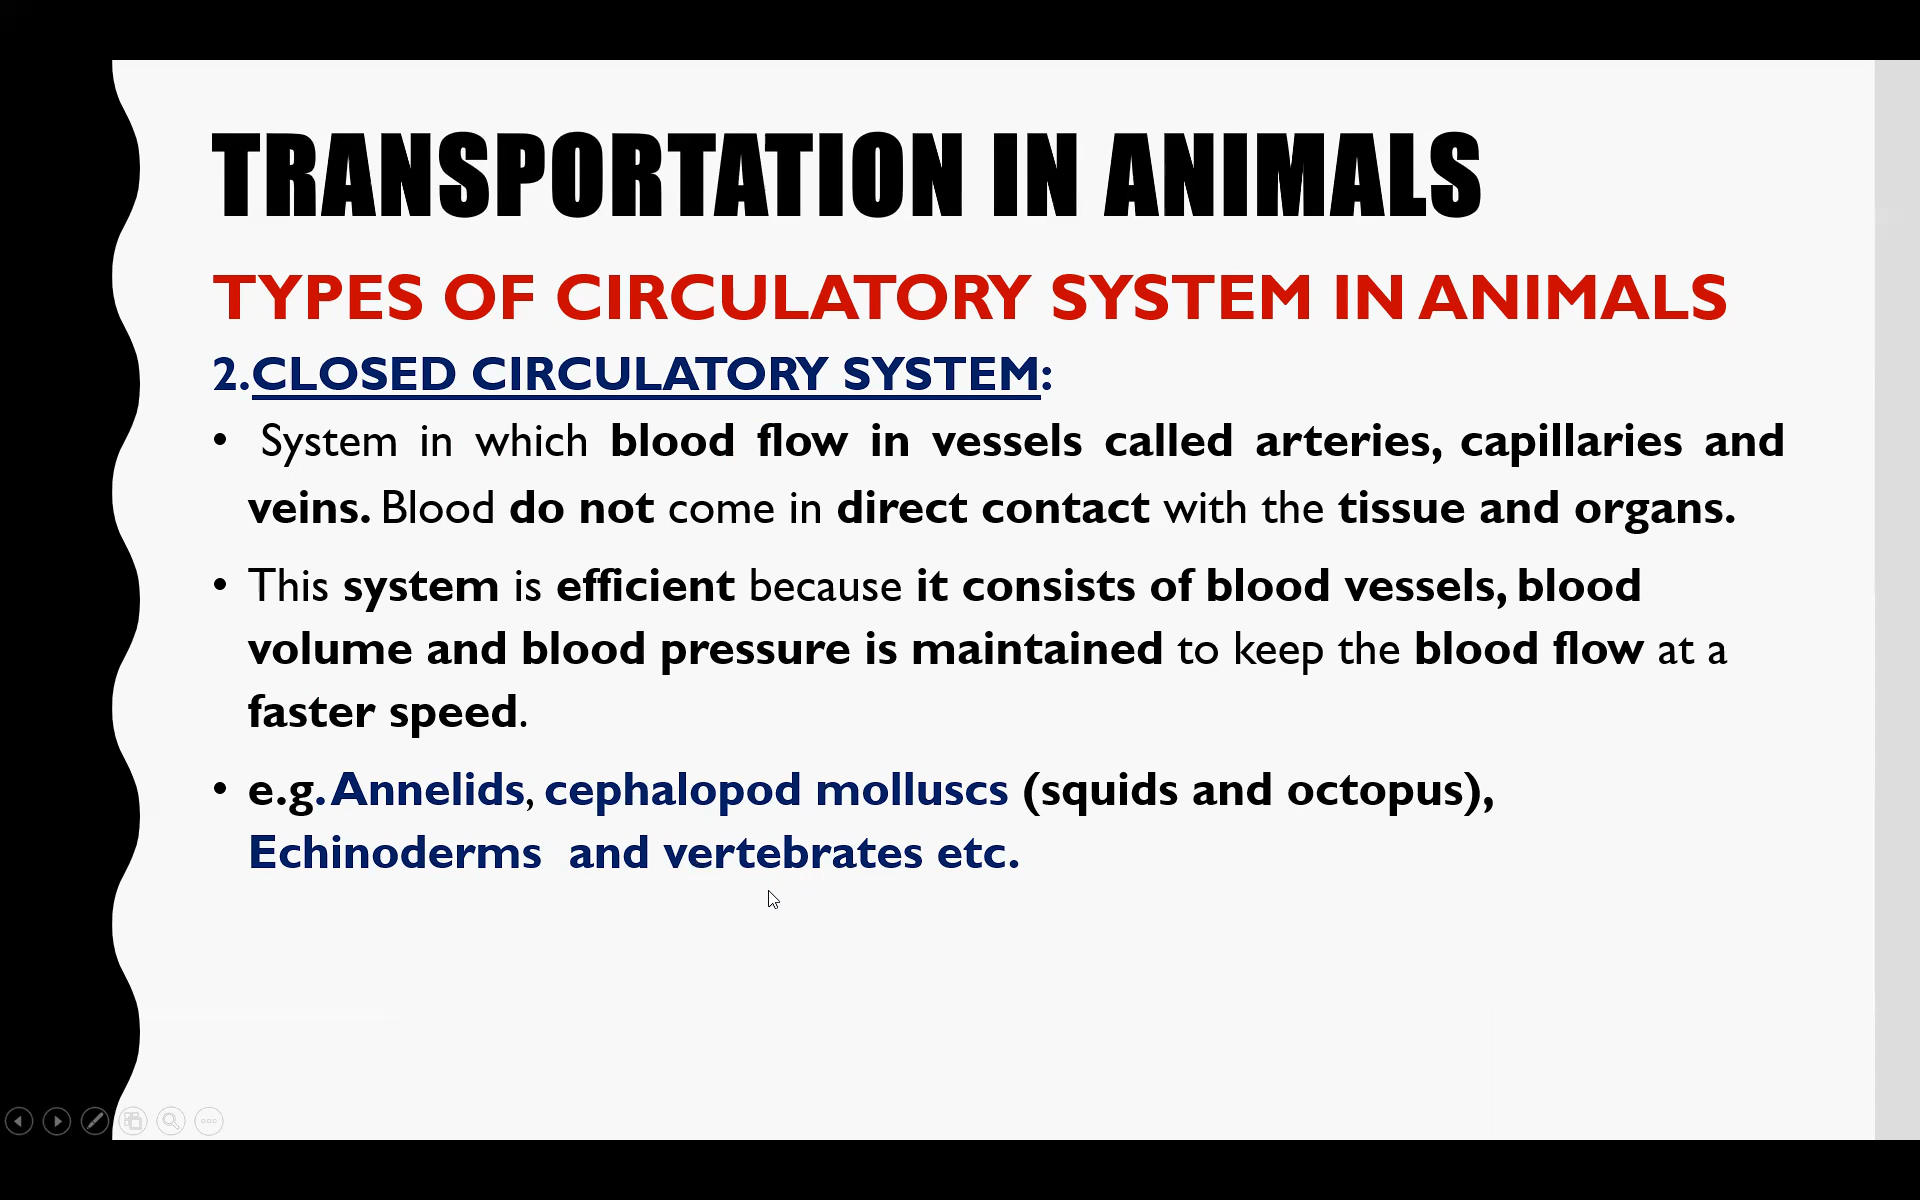 TRANSPORTATION IN ANIMALS
TYPES OF CIRCULATORY SYSTEM IN ANIMALS
2.CLOSED CIRCULATORY SYSTEM:
• System in which blood flow in vessels called arteries, capillaries and
veins. Blood do not come in direct contact with the tissue and organs.
• This system is efficient because it consists of blood vessels, blood
volume and blood pressure is maintained to keep the blood flow at a
faster speed.
• e.g. Annelids, cephalopod molluscs (squids and octopus),
Echinoderms and vertebrates etc.